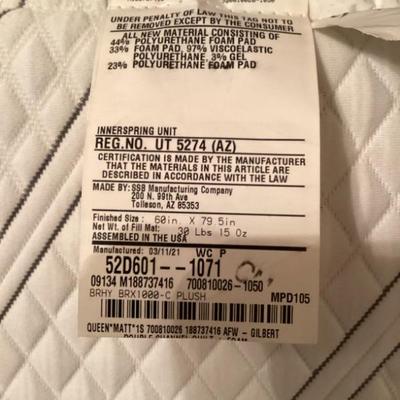 UNDER PENALTY OF LAW THIS TAG NOT TO
BE REMOVED EXCEPT BY THE CONSUMER
ALL NEW MATERIAL CONSISTING OF
44% POLYURETHANE FOAM PAD
33% FOAM PAD, 97% VISCOELASTIC
POLYURETHANE, 3% GEL
23% POLYURETHANE FOAM PAD
INNERSPRING UNIT
REG.NO. UT 5274 (AZ)
CERTIFICATION IS MADE BY THE MANUFACTURER
THAT THE MATERIALS IN THIS ARTICLE ARE
DESCRIBED IN ACCORDANCE WITH THE LAW
MADE BY: SSB Manufacturing Company
200 N. 99th Ave
Tolleson, AZ 85353
Finished Size: 60in. X 79.5in
Net Wt. of Fill Mat: 30 Lbs 15 Oz
ASSEMBLED IN THE USA
Manufactured: 03/11/21 WC P
52D601--1071
09134 M188737416 700810026-1050
BRHY BRX1000-C PLUSH MPD105
QUEEN*MATT*1S 700810026 188737416 AFW - GILBERT